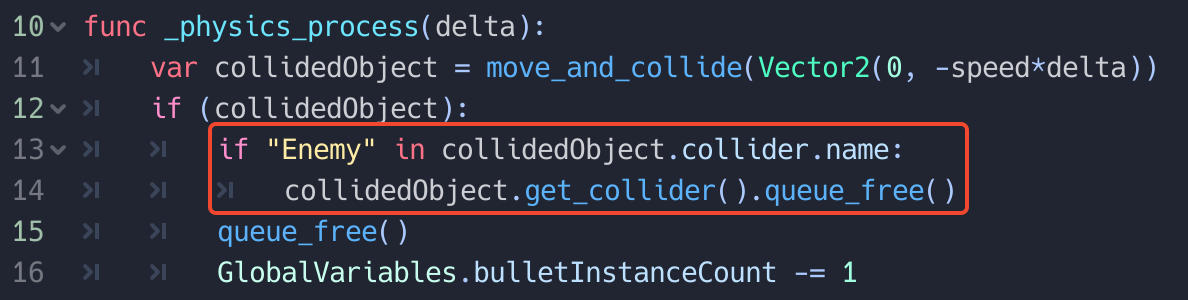 10 func _physics_process(delta):
11 var collidedObject = move_and_collide(Vector2(0, -speed*delta))
12 if (collidedObject):
13 if "Enemy" in collidedObject.collider.name:
14 collidedObject.get_collider().queue_free()
15 queue_free()
16 GlobalVariables.bulletInstanceCount -= 1